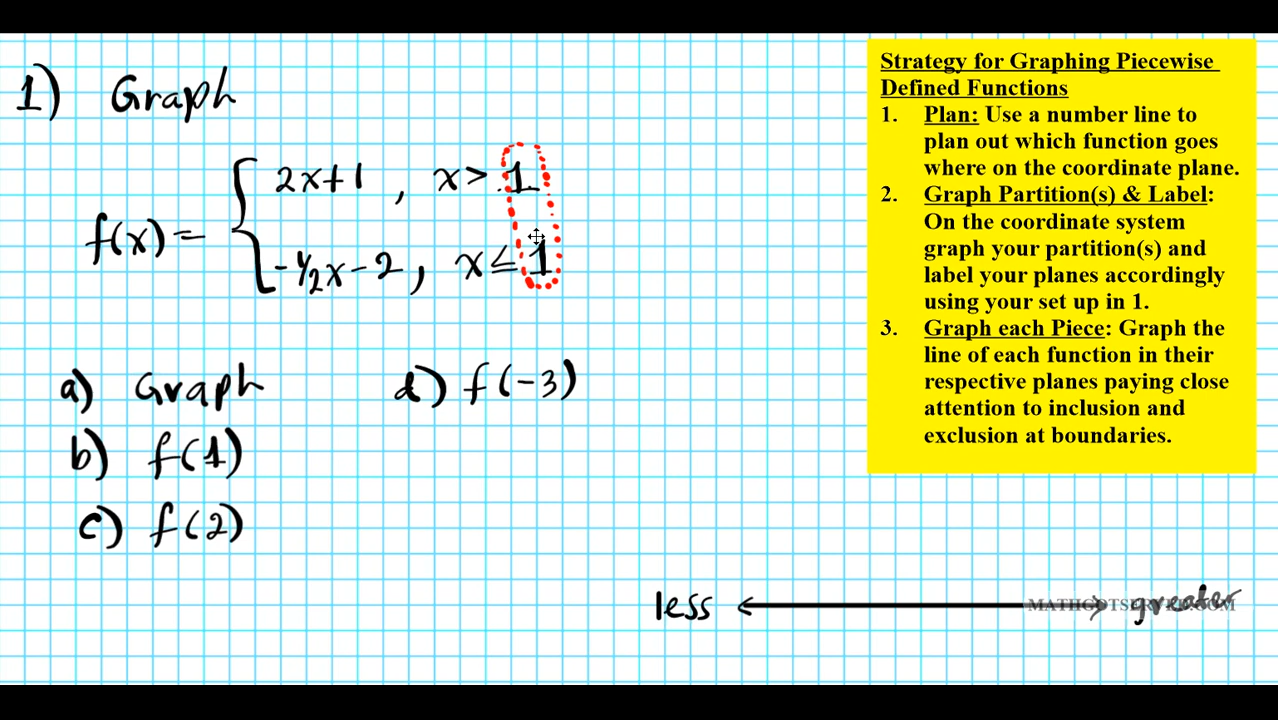 1) Graph
f(x) = { 2x+1 , x > 1
-1/2x - 2 , x ≤ 1
a) Graph
b) f(1)
c) f(2)
d) f(-3)
Strategy for Graphing Piecewise
Defined Functions
1. Plan: Use a number line to
plan out which function goes
where on the coordinate plane.
2. Graph Partition(s) & Label:
On the coordinate system
graph your partition(s) and
label your planes accordingly
using your set up in 1.
3. Graph each Piece: Graph the
line of each function in their
respective planes paying close
attention to inclusion and
exclusion at boundaries.
less greater